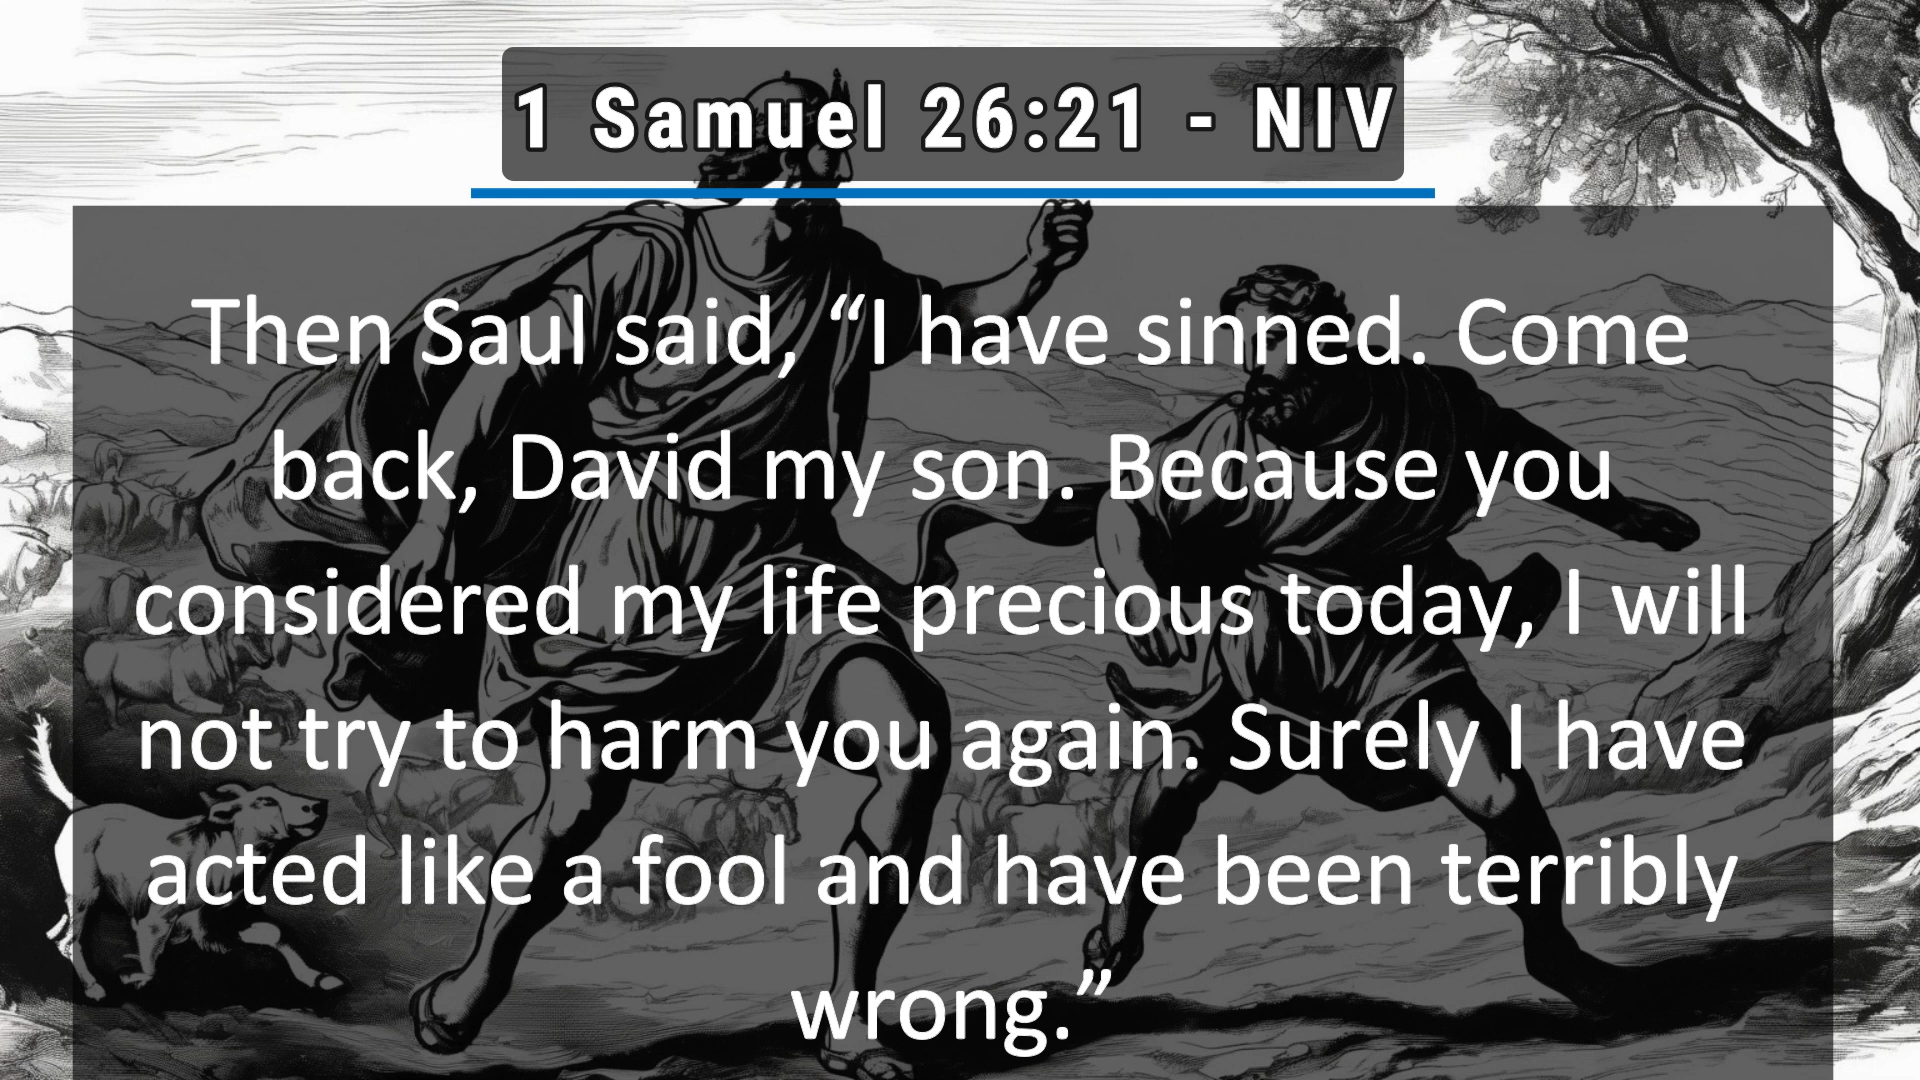 1 Samuel 26:21 - NIV
Then Saul said, “I have sinned. Come
back, David my son. Because you
considered my life precious today, I will
not try to harm you again. Surely I have
acted like a fool and have been terribly
wrong.”